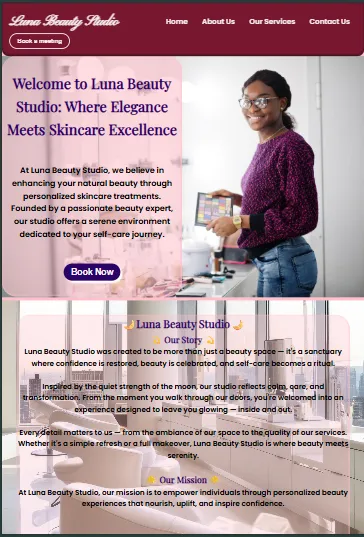 Luna Beauty Studio
Home About Us Our Services Contact Us
Book a meeting
Welcome to Luna Beauty
Studio: Where Elegance
Meets Skincare Excellence
At Luna Beauty Studio, we believe in
enhancing your natural beauty through
personalized skincare treatments.
Founded by a passionate beauty expert,
our studio offers a serene environment
dedicated to your self-care journey.
Book Now
🌙 Luna Beauty Studio 🌙
Our Story
Luna Beauty Studio was created to be more than just a beauty space — it's a sanctuary
where confidence is restored, beauty is celebrated, and self-care becomes a ritual.
Inspired by the quiet strength of the moon, our studio reflects calm, care, and
transformation. From the moment you walk through our doors, you're welcomed into an
experience designed to leave you glowing — inside and out.
Every detail matters to us — from the ambiance of our space to the quality of our services.
Whether it's a simple refresh or a full makeover, Luna Beauty Studio is where beauty meets
serenity.
Our Mission
At Luna Beauty Studio, our mission is to empower individuals through personalized beauty
experiences that nourish, uplift, and inspire confidence.